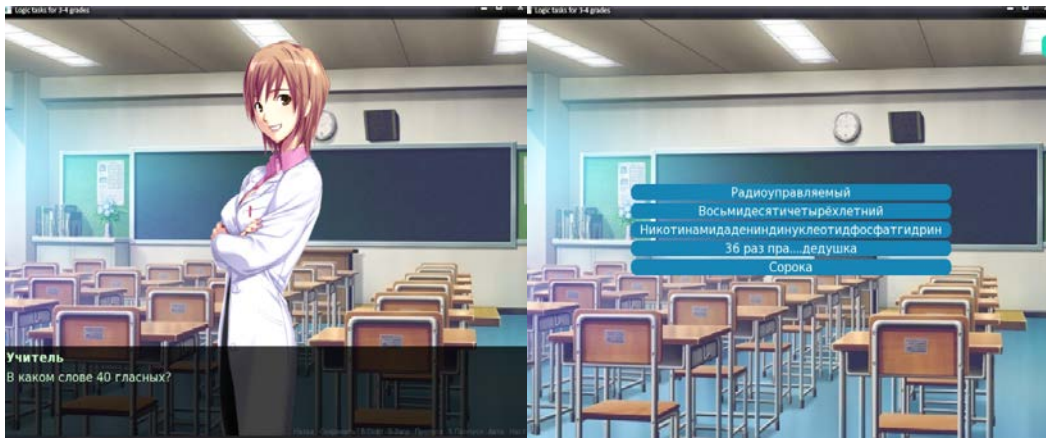 Logic tasks for 3-4 grades
Учитель
В каком слове 40 гласных?
Logic tasks for 3-4 grades
Радиоуправляемый
Восьмидесятичетырёхлетний
Никотинамидадениндинуклеотидфосфатгидрин
36 раз пра....дедушка
Сорока